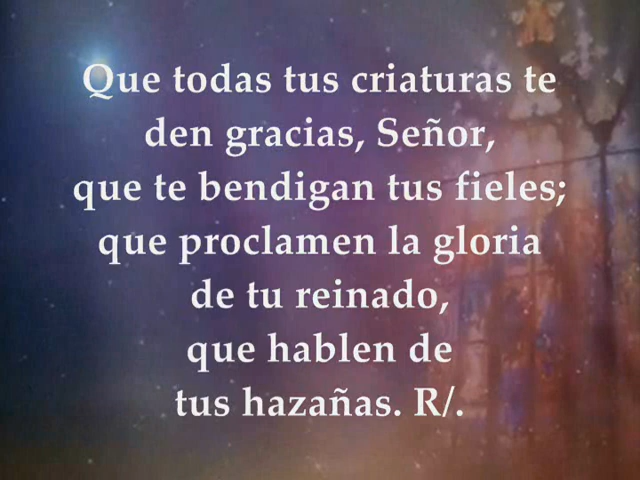 Que todas tus criaturas te
den gracias, Señor,
que te bendigan tus fieles;
que proclamen la gloria
de tu reinado,
que hablen de
tus hazañas. R/.